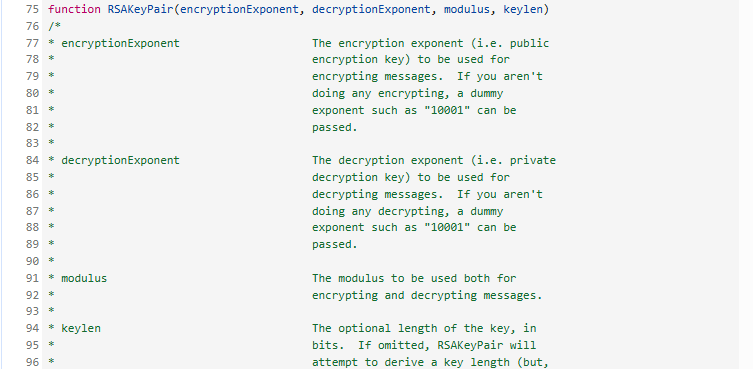 75 function RSAKeyPair(encryptionExponent, decryptionExponent, modulus, keylen)
76 /*
77 * encryptionExponent The encryption exponent (i.e. public
78 * encryption key) to be used for
79 * encrypting messages. If you aren't
80 * doing any encrypting, a dummy
81 * exponent such as "10001" can be
82 * passed.
83 *
84 * decryptionExponent The decryption exponent (i.e. private
85 * decryption key) to be used for
86 * decrypting messages. If you aren't
87 * doing any decrypting, a dummy
88 * exponent such as "10001" can be
89 * passed.
90 *
91 * modulus The modulus to be used both for
92 * encrypting and decrypting messages.
93 *
94 * keylen The optional length of the key, in
95 * bits. If omitted, RSAKeyPair will
96 * attempt to derive a key length (but,